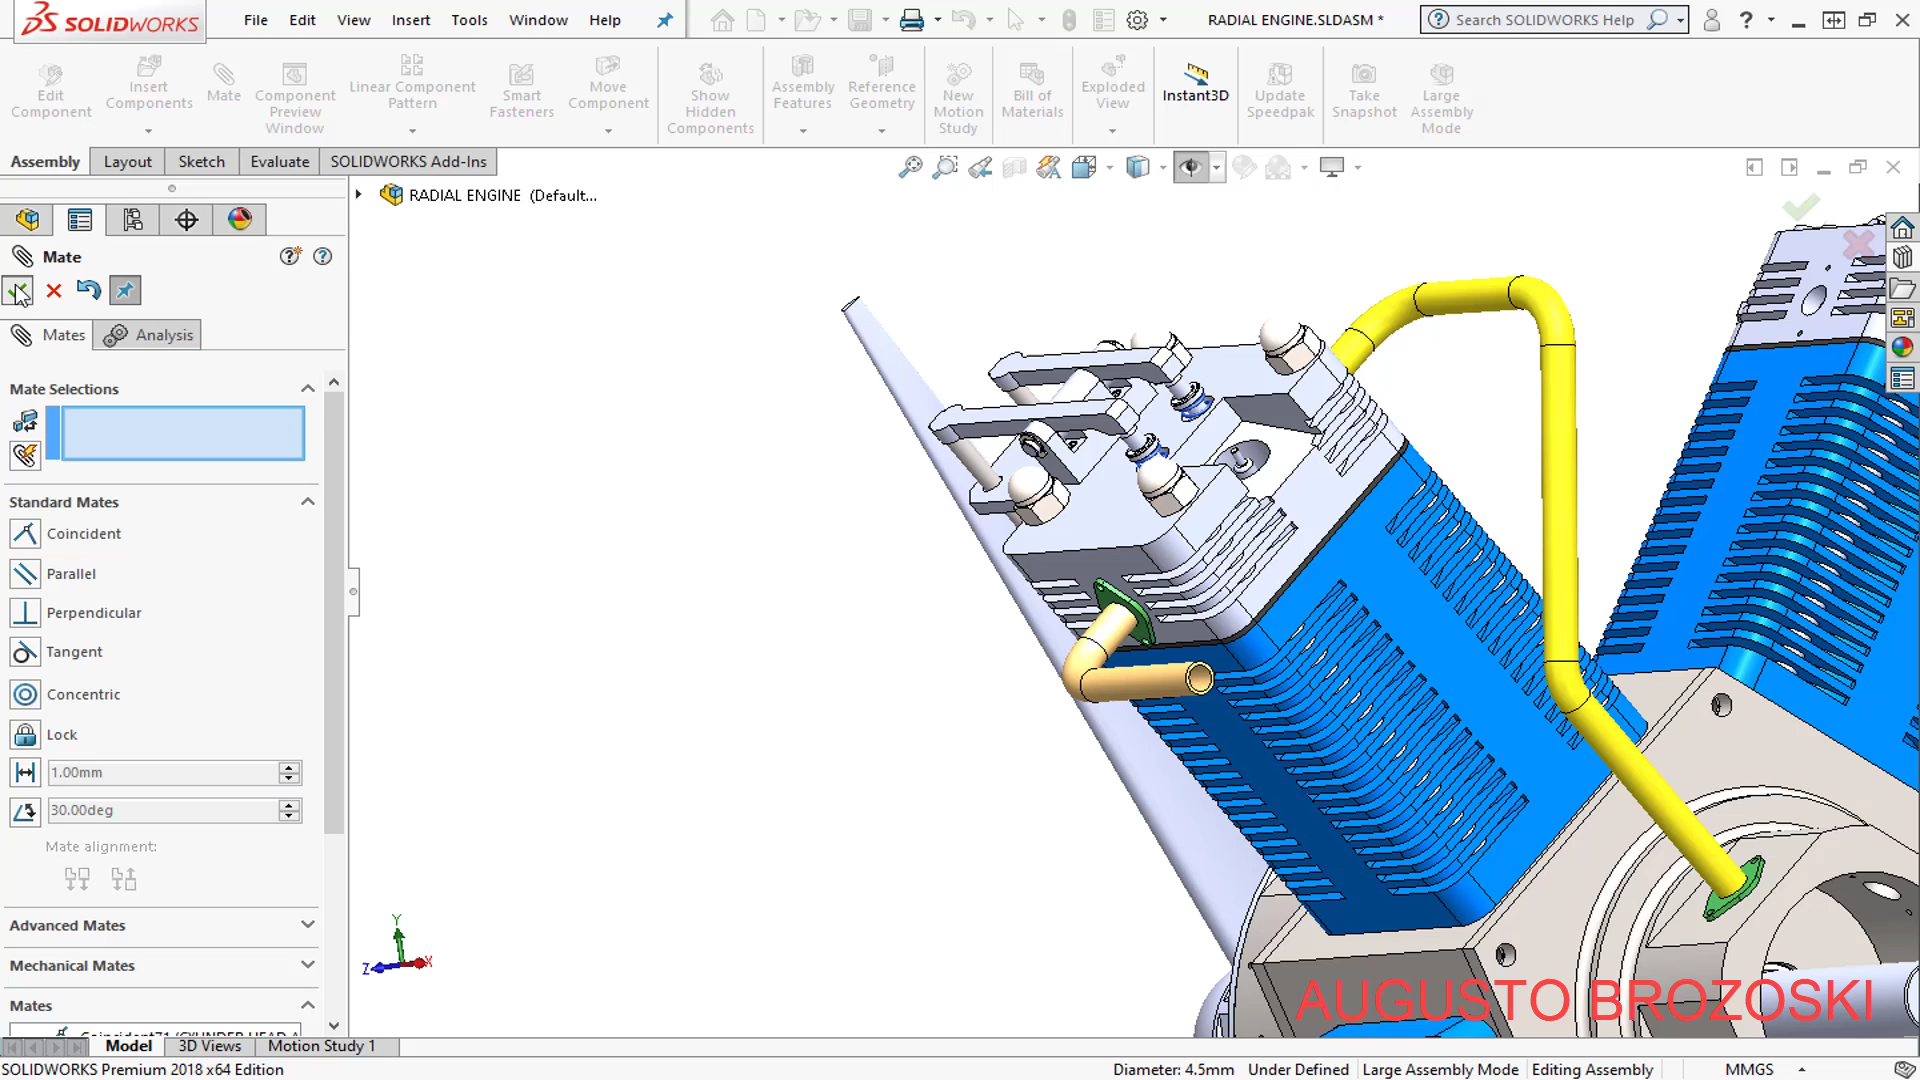 SOLIDWORKS File Edit View Insert Tools Window Help RADIAL ENGINE.SLDASM * Search SOLIDWORKS Help ?
Edit Component
Insert Components
Mate
Component Preview Window
Linear Component Pattern
Smart Fasteners
Move Component
Show Hidden Components
Assembly Features
Reference Geometry
New Motion Study
Bill of Materials
Exploded View
Instant3D
Update Speedpak
Take Snapshot
Large Assembly Mode
Assembly Layout Sketch Evaluate SOLIDWORKS Add-Ins
RADIAL ENGINE (Default...
Mate
Mates Analysis
Mate Selections
Standard Mates
Coincident
Parallel
Perpendicular
Tangent
Concentric
Lock
1.00mm
30.00deg
Mate alignment:
Advanced Mates
Mechanical Mates
Mates
Y
Z X
AUGUSTO BROZOSKI
Model 3D Views Motion Study 1
SOLIDWORKS Premium 2018 x64 Edition Diameter: 4.5mm Under Defined Large Assembly Mode Editing Assembly MMGS